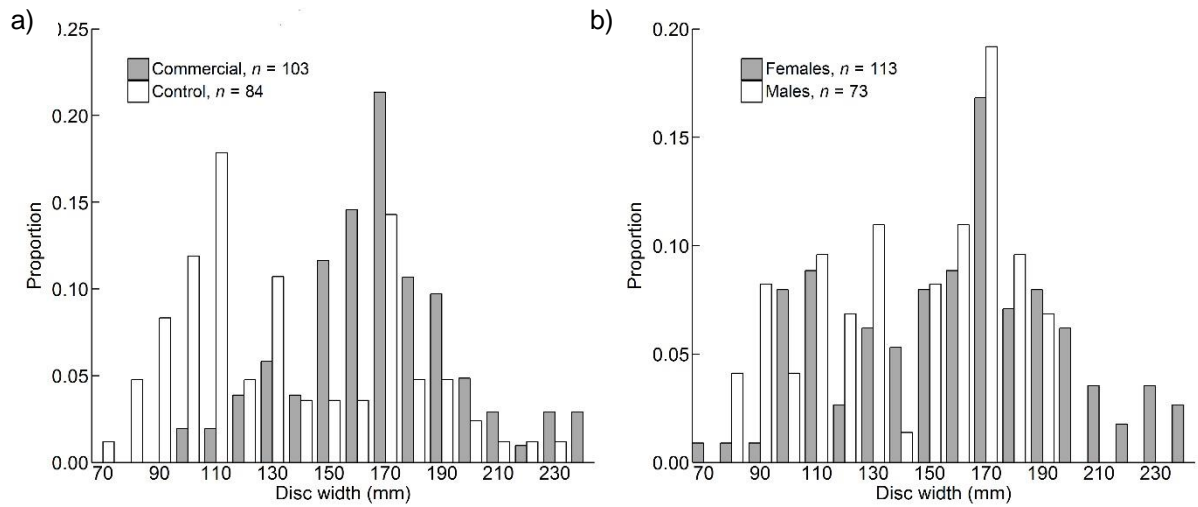 a)
0.25
0.20
0.15
0.10
0.05
0.00
Proportion
Commercial, n = 103
Control, n = 84
70 90 110 130 150 170 190 210 230
Disc width (mm)
b)
0.20
0.15
0.10
0.05
0.00
Proportion
Females, n = 113
Males, n = 73
70 90 110 130 150 170 190 210 230
Disc width (mm)